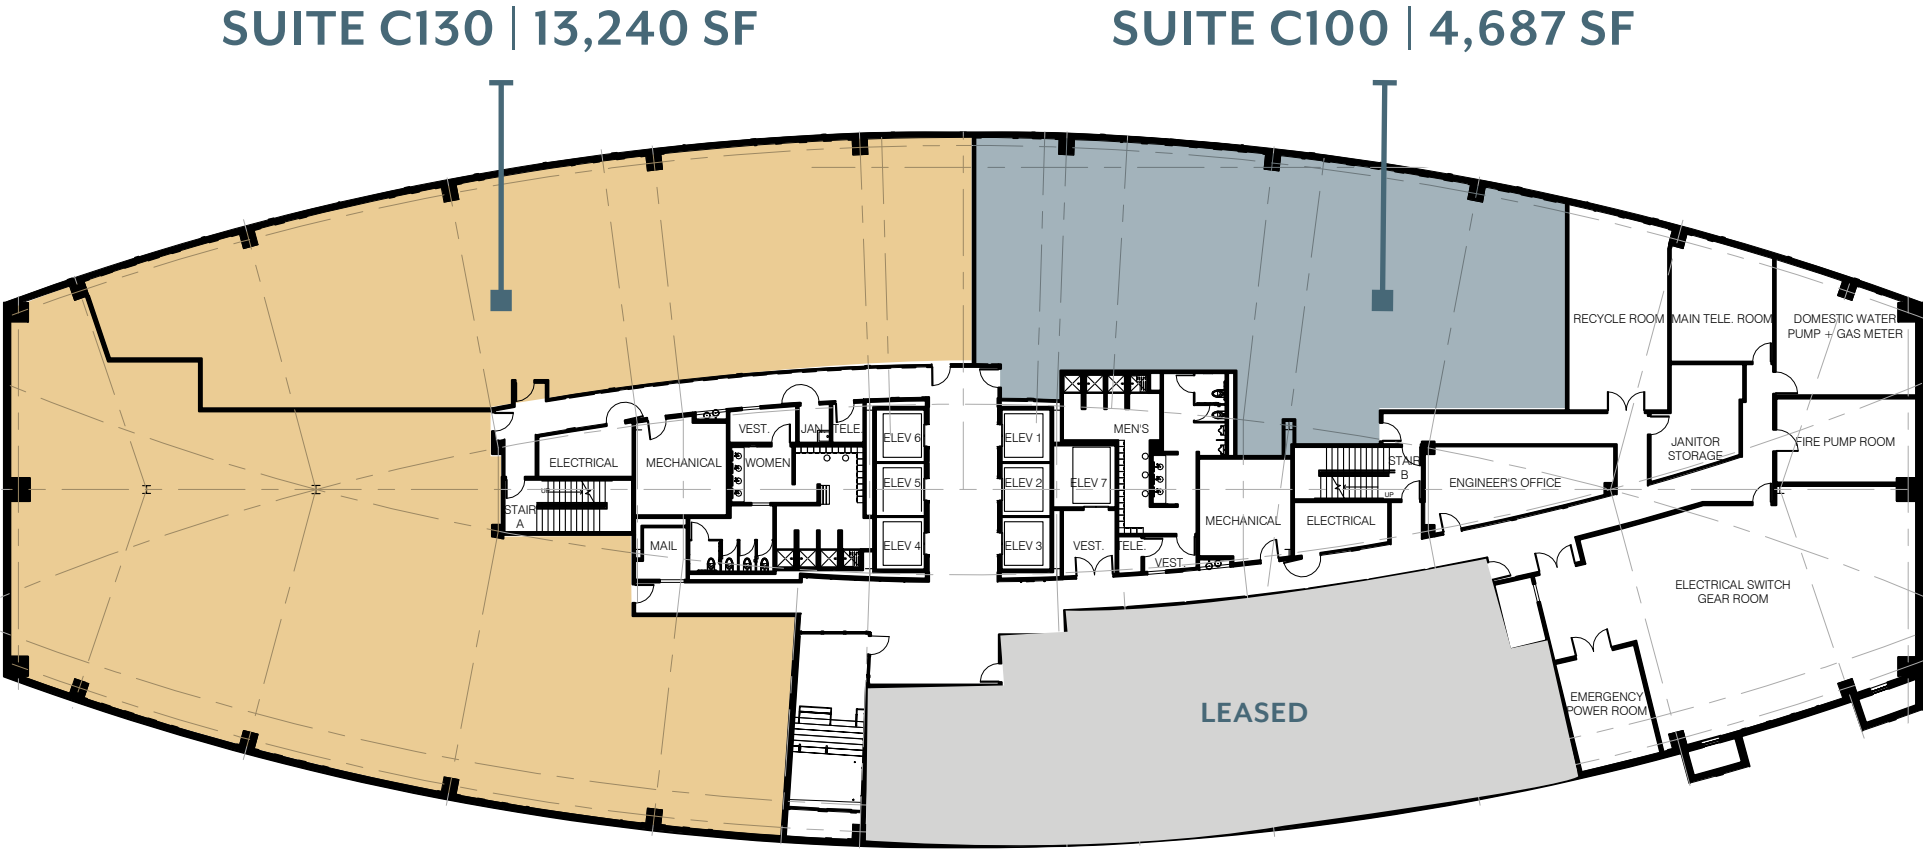 SUITE C130 | 13,240 SF
SUITE C100 | 4,687 SF
RECYCLE ROOM
MAIN TELE. ROOM
DOMESTIC WATER
PUMP + GAS METER
VEST.
JAN.
TELE.
ELEV 6
ELEV 1
MEN'S
JANITOR
STORAGE
FIRE PUMP ROOM
ELECTRICAL
MECHANICAL
WOMEN
STAIR
B
ELEV 5
ELEV 2
ELEV 7
ENGINEER'S OFFICE
UP
UP
STAIR
A
MECHANICAL
ELECTRICAL
MAIL
ELEV 4
ELEV 3
VEST.
TELE.
VEST.
ELECTRICAL SWITCH
GEAR ROOM
EMERGENCY
POWER ROOM
LEASED